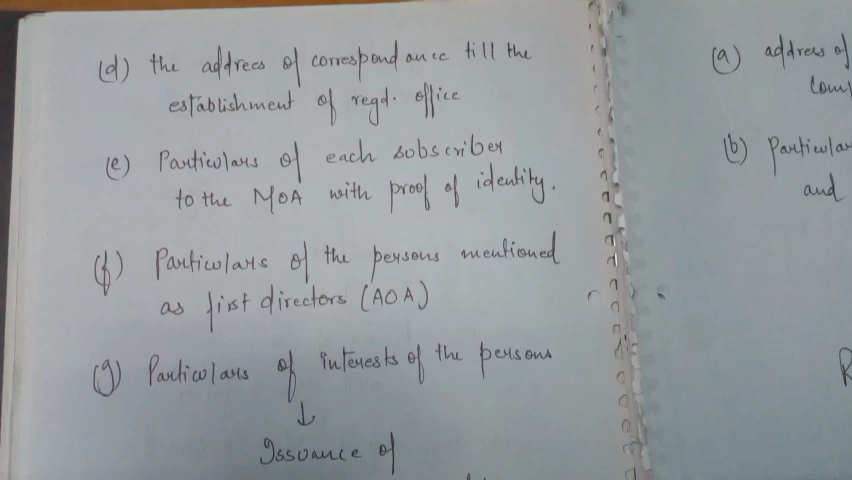 (d) the address of correspondance till the
establishment of regd. office
(e) Particulars of each subscriber
to the MOA with proof of identity.
(f) Particulars of the persons mentioned
as first directors (AOA)
(g) Particulars of interests of the persons
↓
Issuance of
(a) address of
(b) Particula
and
R